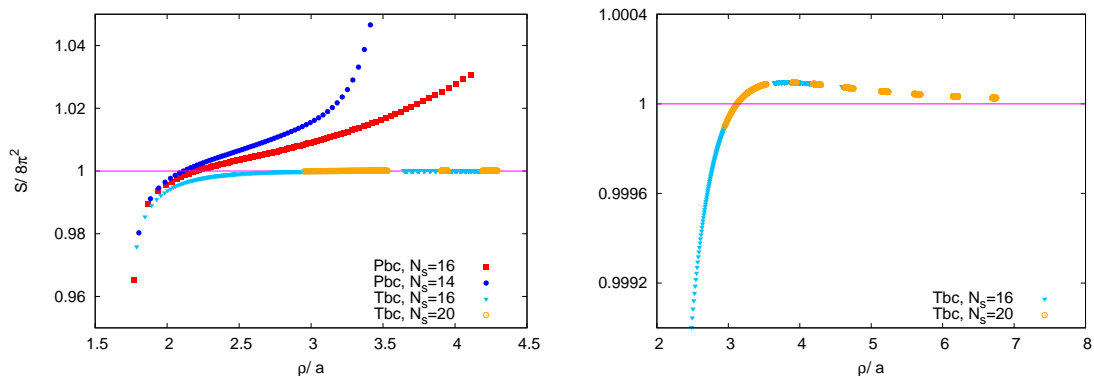 S/ 8π²
1.04
1.02
1
0.98
0.96
Pbc, N_s=16
Pbc, N_s=14
Tbc, N_s=16
Tbc, N_s=20
1.5 2 2.5 3 3.5 4 4.5 5
ρ/ a
1.0004
1
0.9996
0.9992
Tbc, N_s=16
Tbc, N_s=20
2 3 4 5 6 7 8
ρ/ a